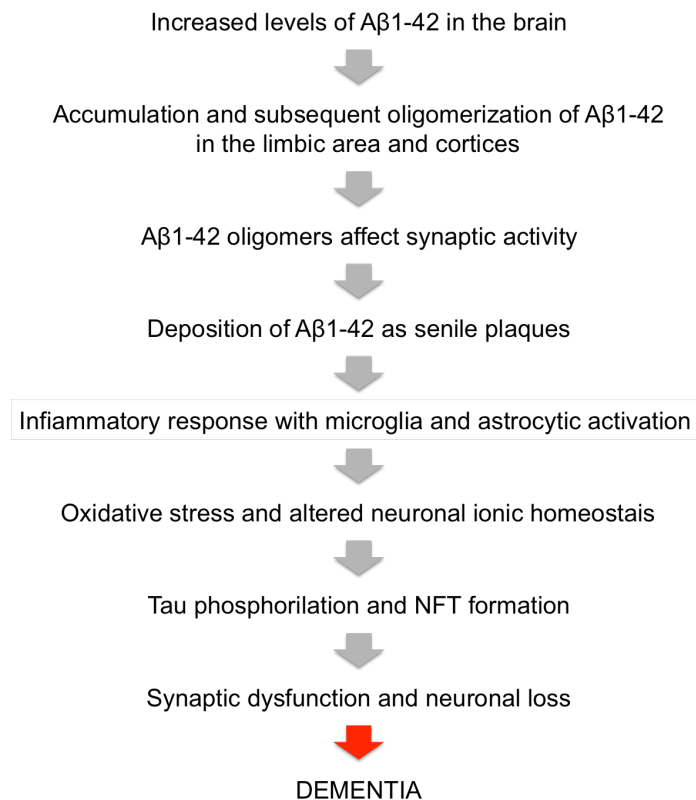 Increased levels of Aβ1-42 in the brain
Accumulation and subsequent oligomerization of Aβ1-42
in the limbic area and cortices
Aβ1-42 oligomers affect synaptic activity
Deposition of Aβ1-42 as senile plaques
Infiammatory response with microglia and astrocytic activation
Oxidative stress and altered neuronal ionic homeostais
Tau phosphorilation and NFT formation
Synaptic dysfunction and neuronal loss
DEMENTIA